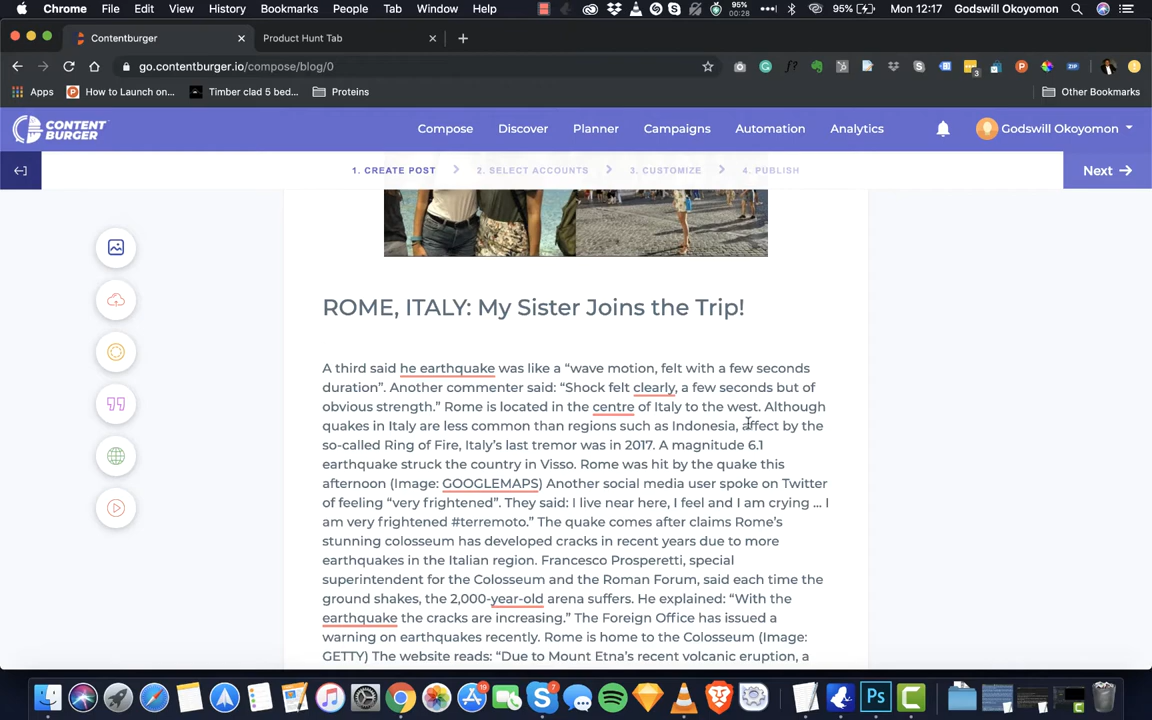 Chrome File Edit View History Bookmarks People Tab Window Help 95% 00:28 95% Mon 12:17 Godswill Okoyomon
Contentburger Product Hunt Tab
go.contentburger.io/compose/blog/0
Apps How to Launch on... Timber clad 5 bed... Proteins Other Bookmarks
CONTENT BURGER Compose Discover Planner Campaigns Automation Analytics Godswill Okoyomon
1. CREATE POST 2. SELECT ACCOUNTS 3. CUSTOMIZE 4. PUBLISH Next
ROME, ITALY: My Sister Joins the Trip!
A third said he earthquake was like a “wave motion, felt with a few seconds
duration”. Another commenter said: “Shock felt clearly, a few seconds but of
obvious strength.” Rome is located in the centre of Italy to the west. Although
quakes in Italy are less common than regions such as Indonesia, affect by the
so-called Ring of Fire, Italy’s last tremor was in 2017. A magnitude 6.1
earthquake struck the country in Visso. Rome was hit by the quake this
afternoon (Image: GOOGLEMAPS) Another social media user spoke on Twitter
of feeling “very frightened”. They said: I live near here, I feel and I am crying ... I
am very frightened #terremoto.” The quake comes after claims Rome’s
stunning colosseum has developed cracks in recent years due to more
earthquakes in the Italian region. Francesco Prosperetti, special
superintendent for the Colosseum and the Roman Forum, said each time the
ground shakes, the 2,000-year-old arena suffers. He explained: “With the
earthquake the cracks are increasing.” The Foreign Office has issued a
warning on earthquakes recently. Rome is home to the Colosseum (Image:
GETTY) The website reads: “Due to Mount Etna’s recent volcanic eruption, a